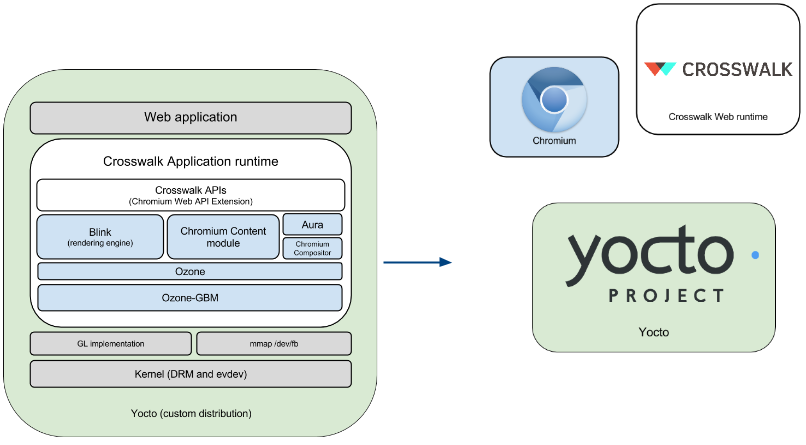 Web application
Crosswalk Application runtime
Crosswalk APIs
(Chromium Web API Extension)
Blink
(rendering engine)
Chromium Content
module
Aura
Chromium
Compositor
Ozone
Ozone-GBM
GL implementation
mmap /dev/fb
Kernel (DRM and evdev)
Yocto (custom distribution)
Chromium
CROSSWALK
Crosswalk Web runtime
yocto
PROJECT
Yocto